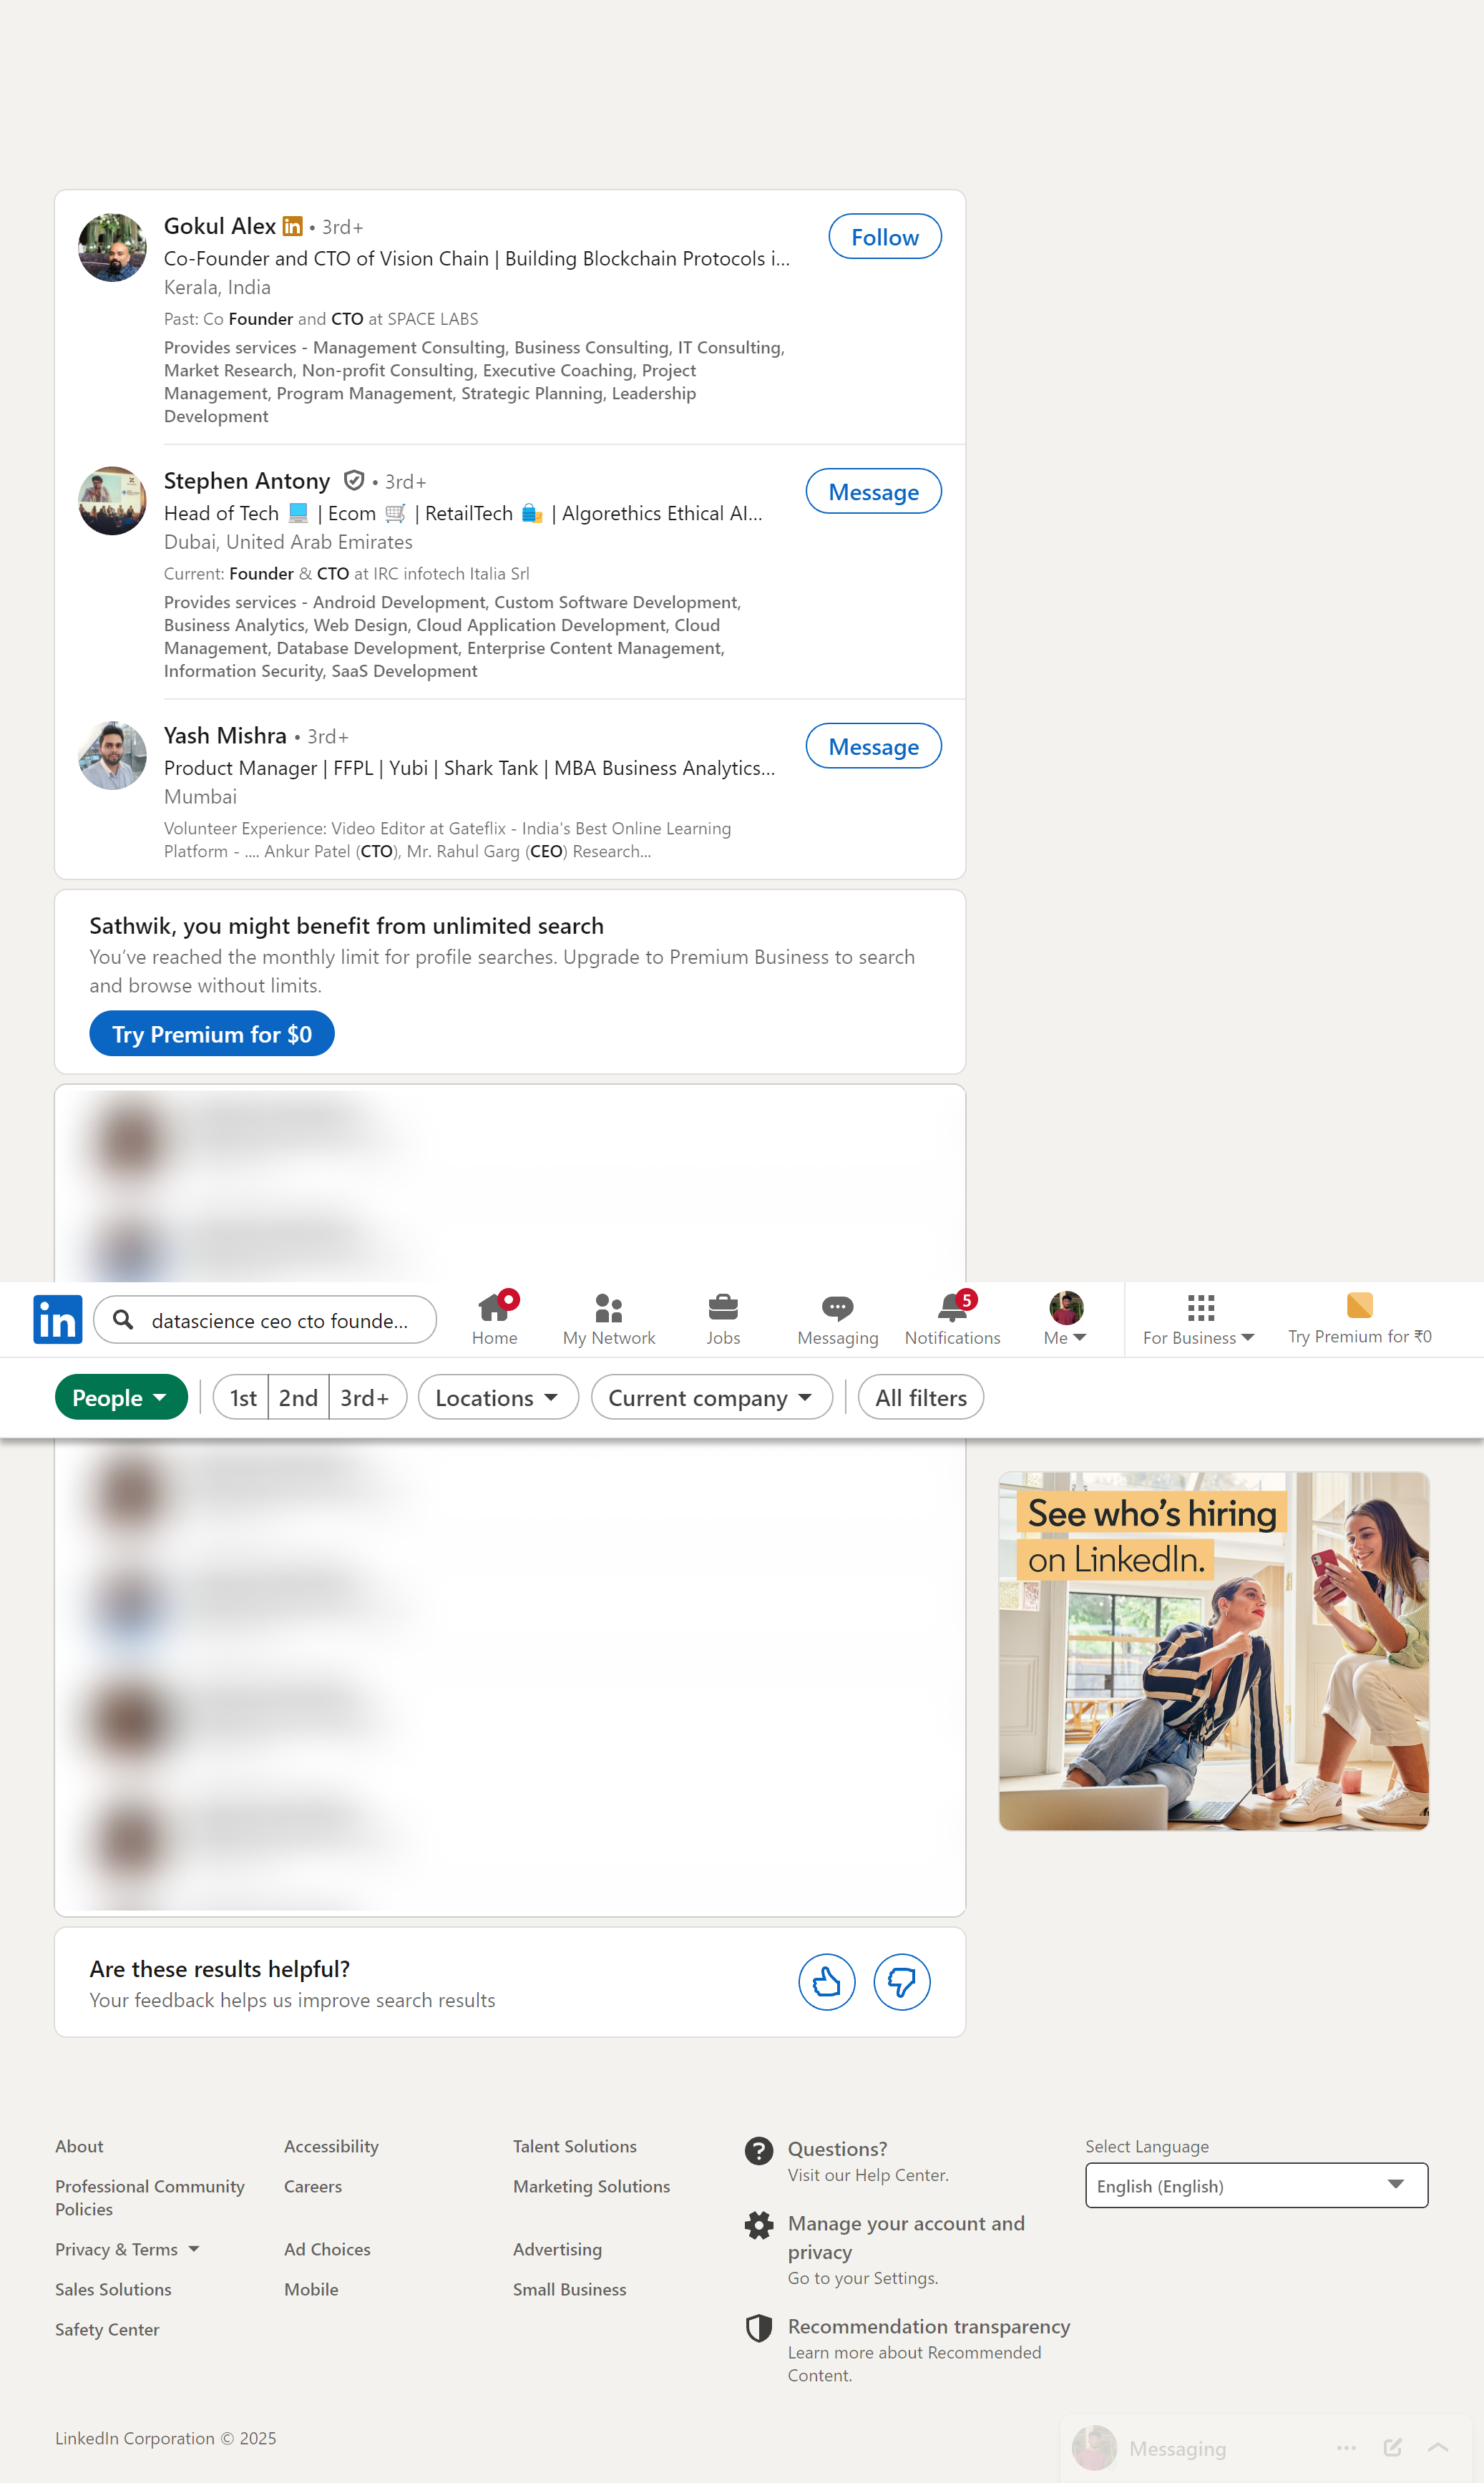 Gokul Alex in • 3rd+
Follow
Co-Founder and CTO of Vision Chain | Building Blockchain Protocols i...
Kerala, India
Past: Co Founder and CTO at SPACE LABS
Provides services - Management Consulting, Business Consulting, IT Consulting,
Market Research, Non-profit Consulting, Executive Coaching, Project
Management, Program Management, Strategic Planning, Leadership
Development
Stephen Antony • 3rd+
Message
Head of Tech 💻 | Ecom 🛒 | RetailTech 🛍️ | Algorethics Ethical AI...
Dubai, United Arab Emirates
Current: Founder & CTO at IRC infotech Italia Srl
Provides services - Android Development, Custom Software Development,
Business Analytics, Web Design, Cloud Application Development, Cloud
Management, Database Development, Enterprise Content Management,
Information Security, SaaS Development
Yash Mishra • 3rd+
Message
Product Manager | FFPL | Yubi | Shark Tank | MBA Business Analytics...
Mumbai
Volunteer Experience: Video Editor at Gateflix - India's Best Online Learning
Platform - .... Ankur Patel (CTO), Mr. Rahul Garg (CEO) Research...
Sathwik, you might benefit from unlimited search
You’ve reached the monthly limit for profile searches. Upgrade to Premium Business to search
and browse without limits.
Try Premium for $0
in
datascience ceo cto founde...
Home
My Network
Jobs
Messaging
5
Notifications
Me
For Business
Try Premium for ₹0
People
1st
2nd
3rd+
Locations
Current company
All filters
See who’s hiring
on LinkedIn.
Are these results helpful?
Your feedback helps us improve search results
About
Accessibility
Talent Solutions
Professional Community
Policies
Careers
Marketing Solutions
Privacy & Terms
Ad Choices
Advertising
Sales Solutions
Mobile
Small Business
Safety Center
Questions?
Visit our Help Center.
Manage your account and
privacy
Go to your Settings.
Recommendation transparency
Learn more about Recommended
Content.
Select Language
English (English)
LinkedIn Corporation © 2025
Messaging